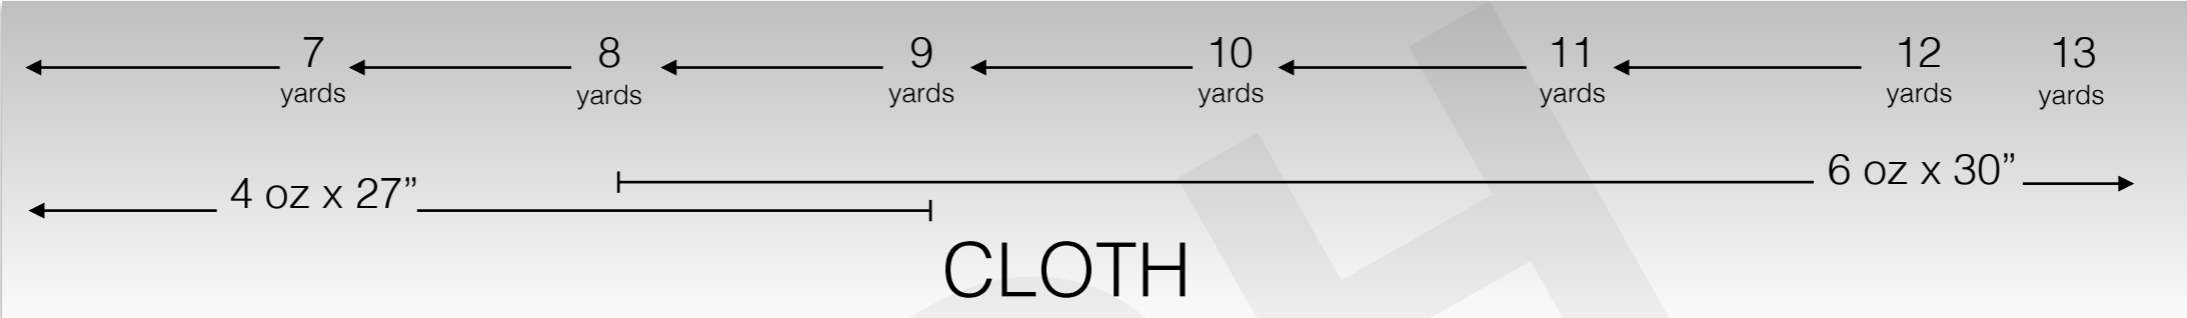 7 8 9 10 11 12 13
yards yards yards yards yards yards yards
6 oz x 30”
4 oz x 27”
CLOTH